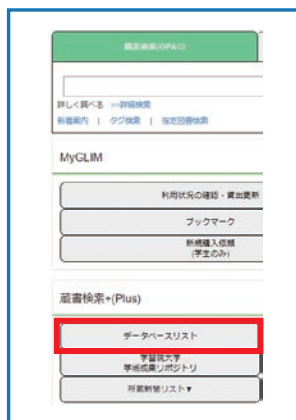 蔵書検索(OPAC)
詳しく調べる >>詳細検索
新着案内 | タグ検索 | 指定図書検索
MyGLIM
利用状況の確認・貸出更新
ブックマーク
新規購入依頼
(学生のみ)
蔵書検索+(Plus)
データベースリスト
学習院大学
学術成果リポジトリ
所蔵新聞リスト▼